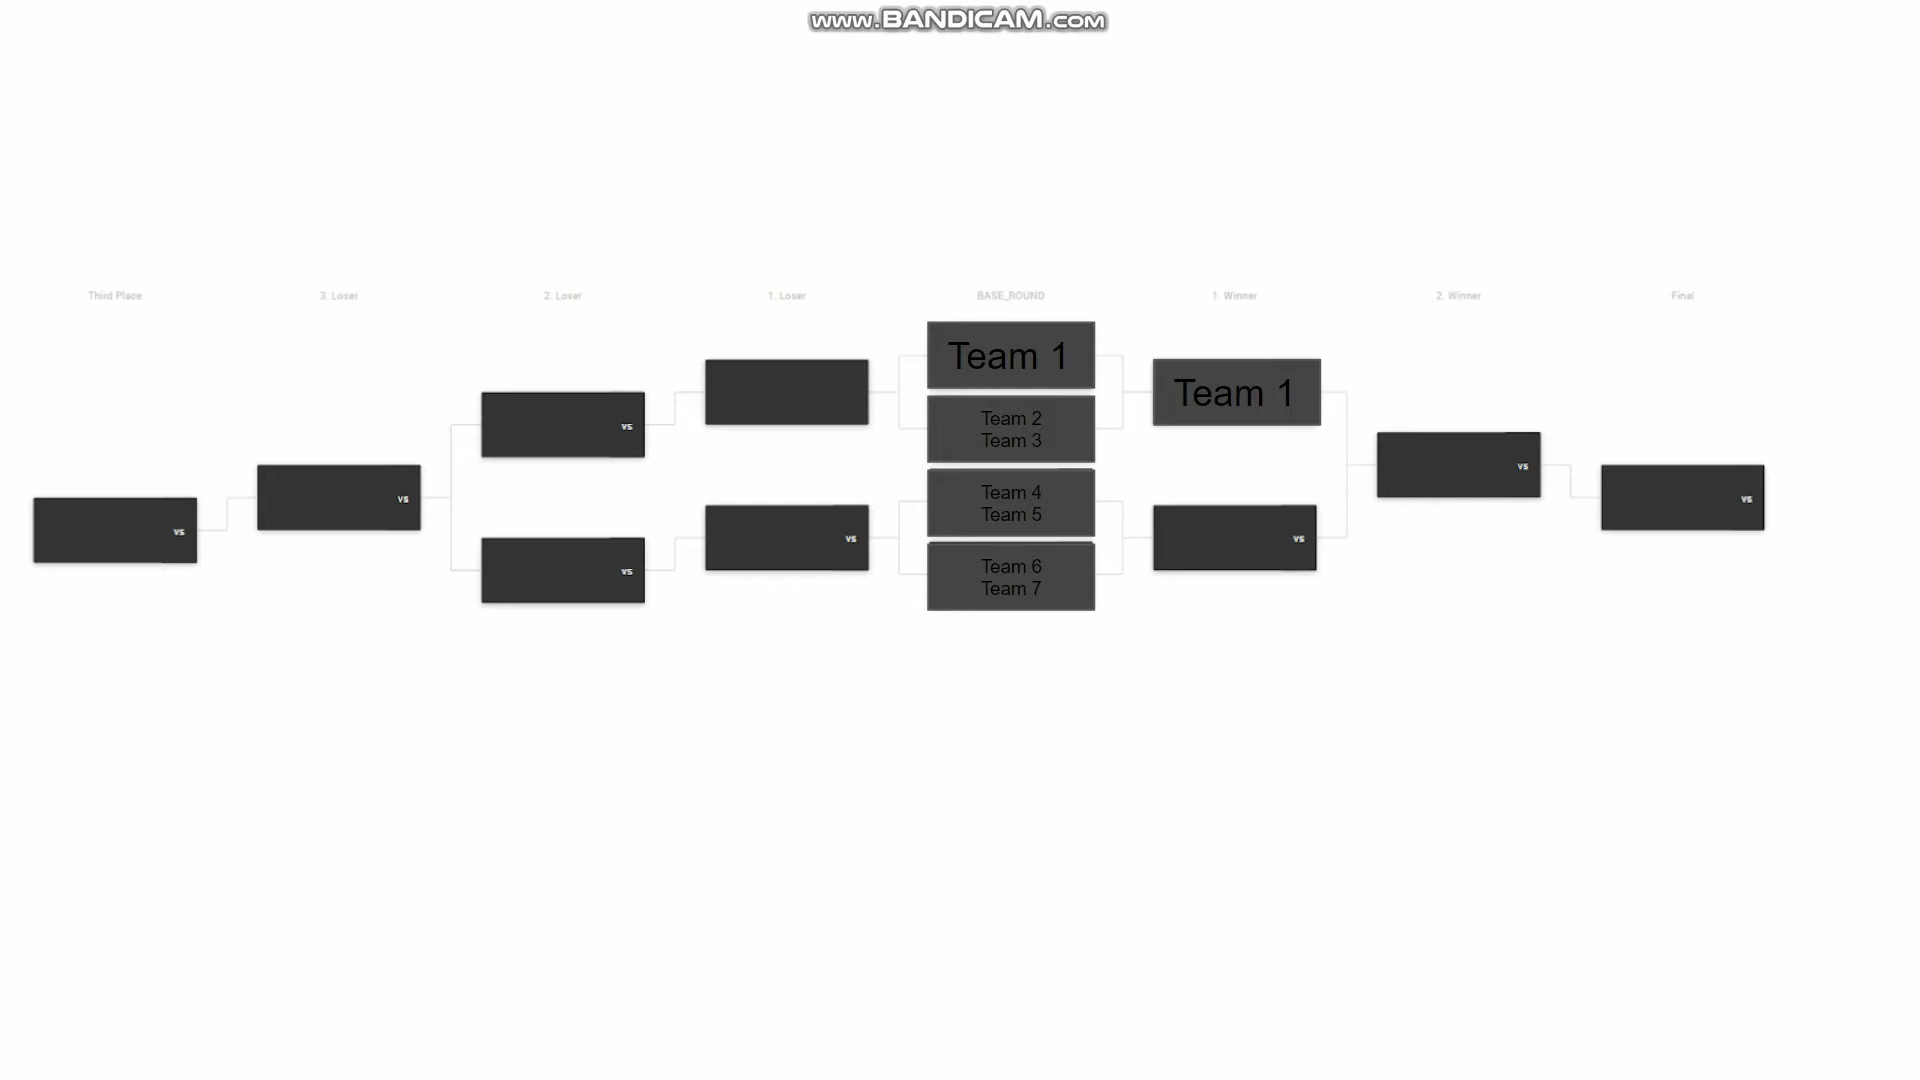 www.BANDICAM.com
Third Place
3. Loser
2. Loser
1. Loser
BASE_ROUND
1. Winner
2. Winner
Final
Team 1
Team 1
Team 2
Team 3
vs
vs
Team 4
Team 5
vs
vs
vs
vs
vs
Team 6
Team 7
vs